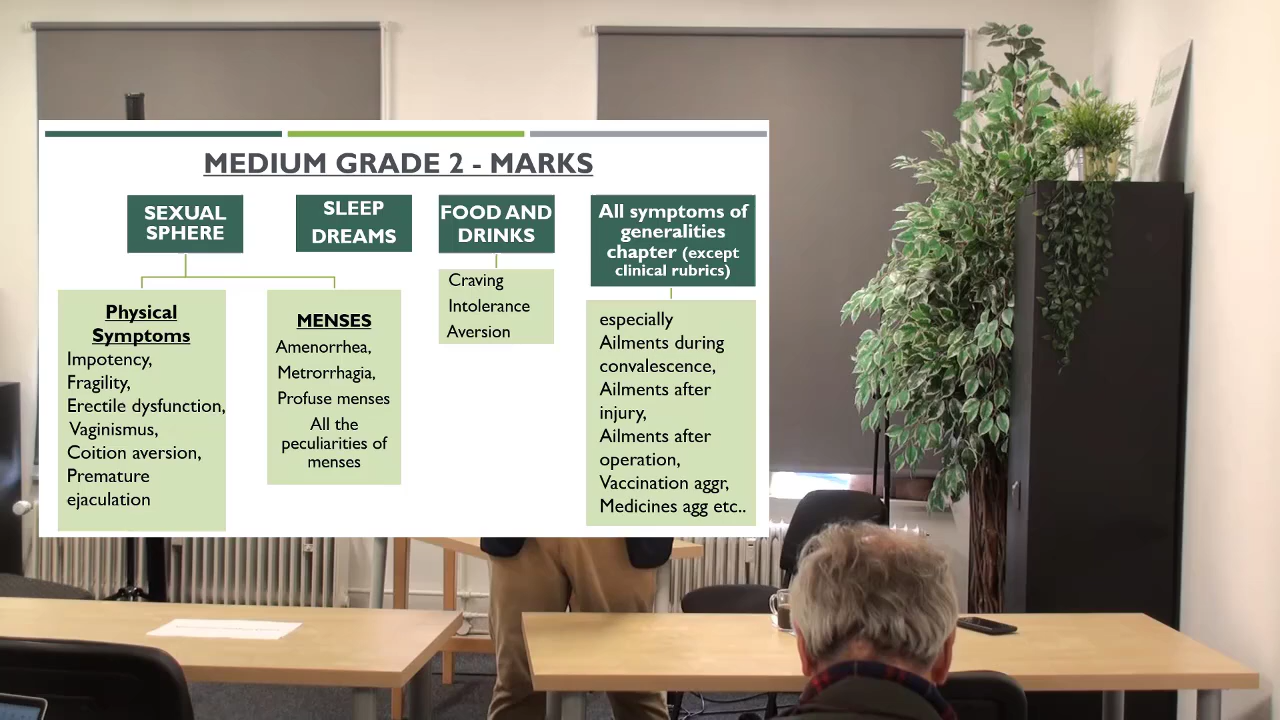 MEDIUM GRADE 2 - MARKS
SEXUAL
SPHERE
Physical
Symptoms
Impotency,
Fragility,
Erectile dysfunction,
Vaginismus,
Coition aversion,
Premature
ejaculation
MENSES
Amenorrhea,
Metrorrhagia,
Profuse menses
All the
peculiarities of
menses
SLEEP
DREAMS
FOOD AND
DRINKS
Craving
Intolerance
Aversion
All symptoms of
generalities
chapter (except
clinical rubrics)
especially
Ailments during
convalescence,
Ailments after
injury,
Ailments after
operation,
Vaccination aggr,
Medicines agg etc..